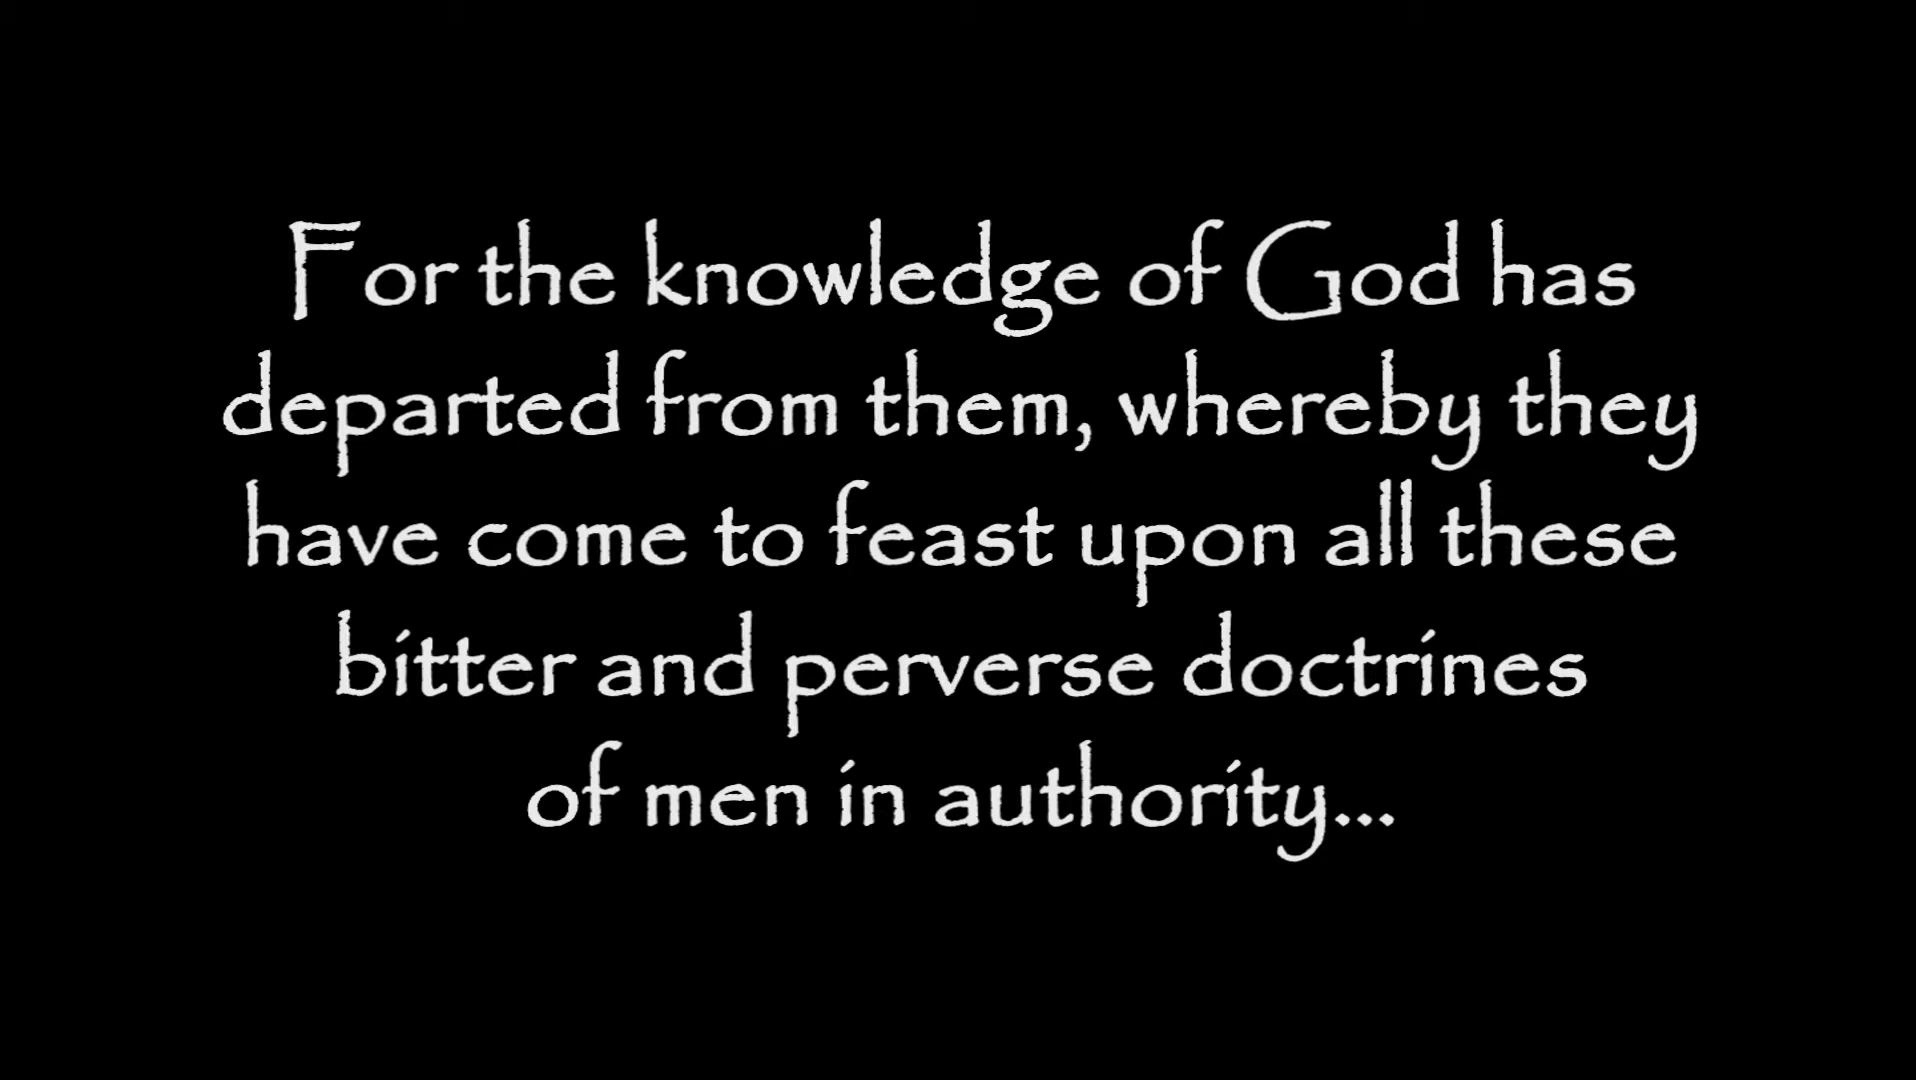 For the knowledge of God has
departed from them, whereby they
have come to feast upon all these
bitter and perverse doctrines
of men in authority...